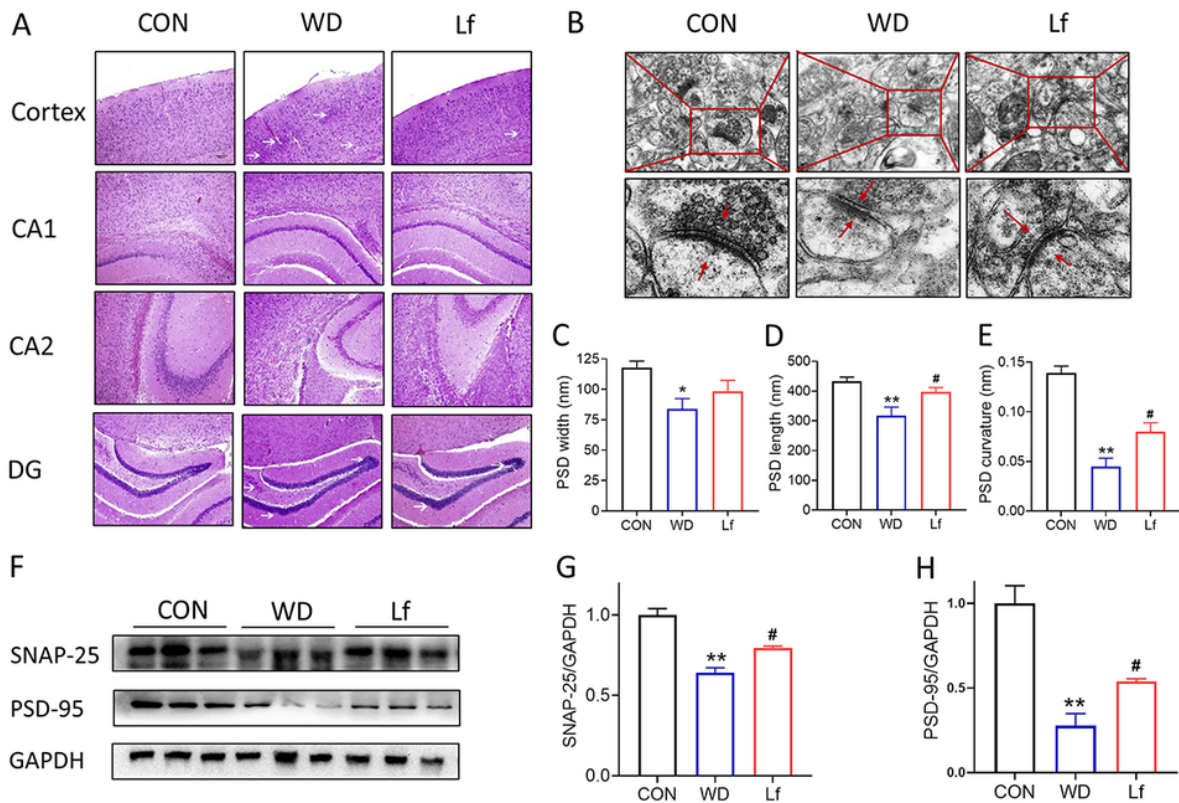 A
CON
WD
Lf
Cortex
CA1
CA2
DG
B
CON
WD
Lf
C
PSD width (nm)
125
100
75
50
25
0
*
CON
WD
Lf
D
PSD length (nm)
500
400
300
200
100
0
**
#
CON
WD
Lf
E
PSD curvature (nm)
0.15
0.10
0.05
0.00
**
#
CON
WD
Lf
F
CON
WD
Lf
SNAP-25
PSD-95
GAPDH
G
SNAP-25/GAPDH
1.0
0.5
0.0
**
#
CON
WD
Lf
H
PSD-95/GAPDH
1.0
0.5
1.0
**
#
CON
WD
Lf